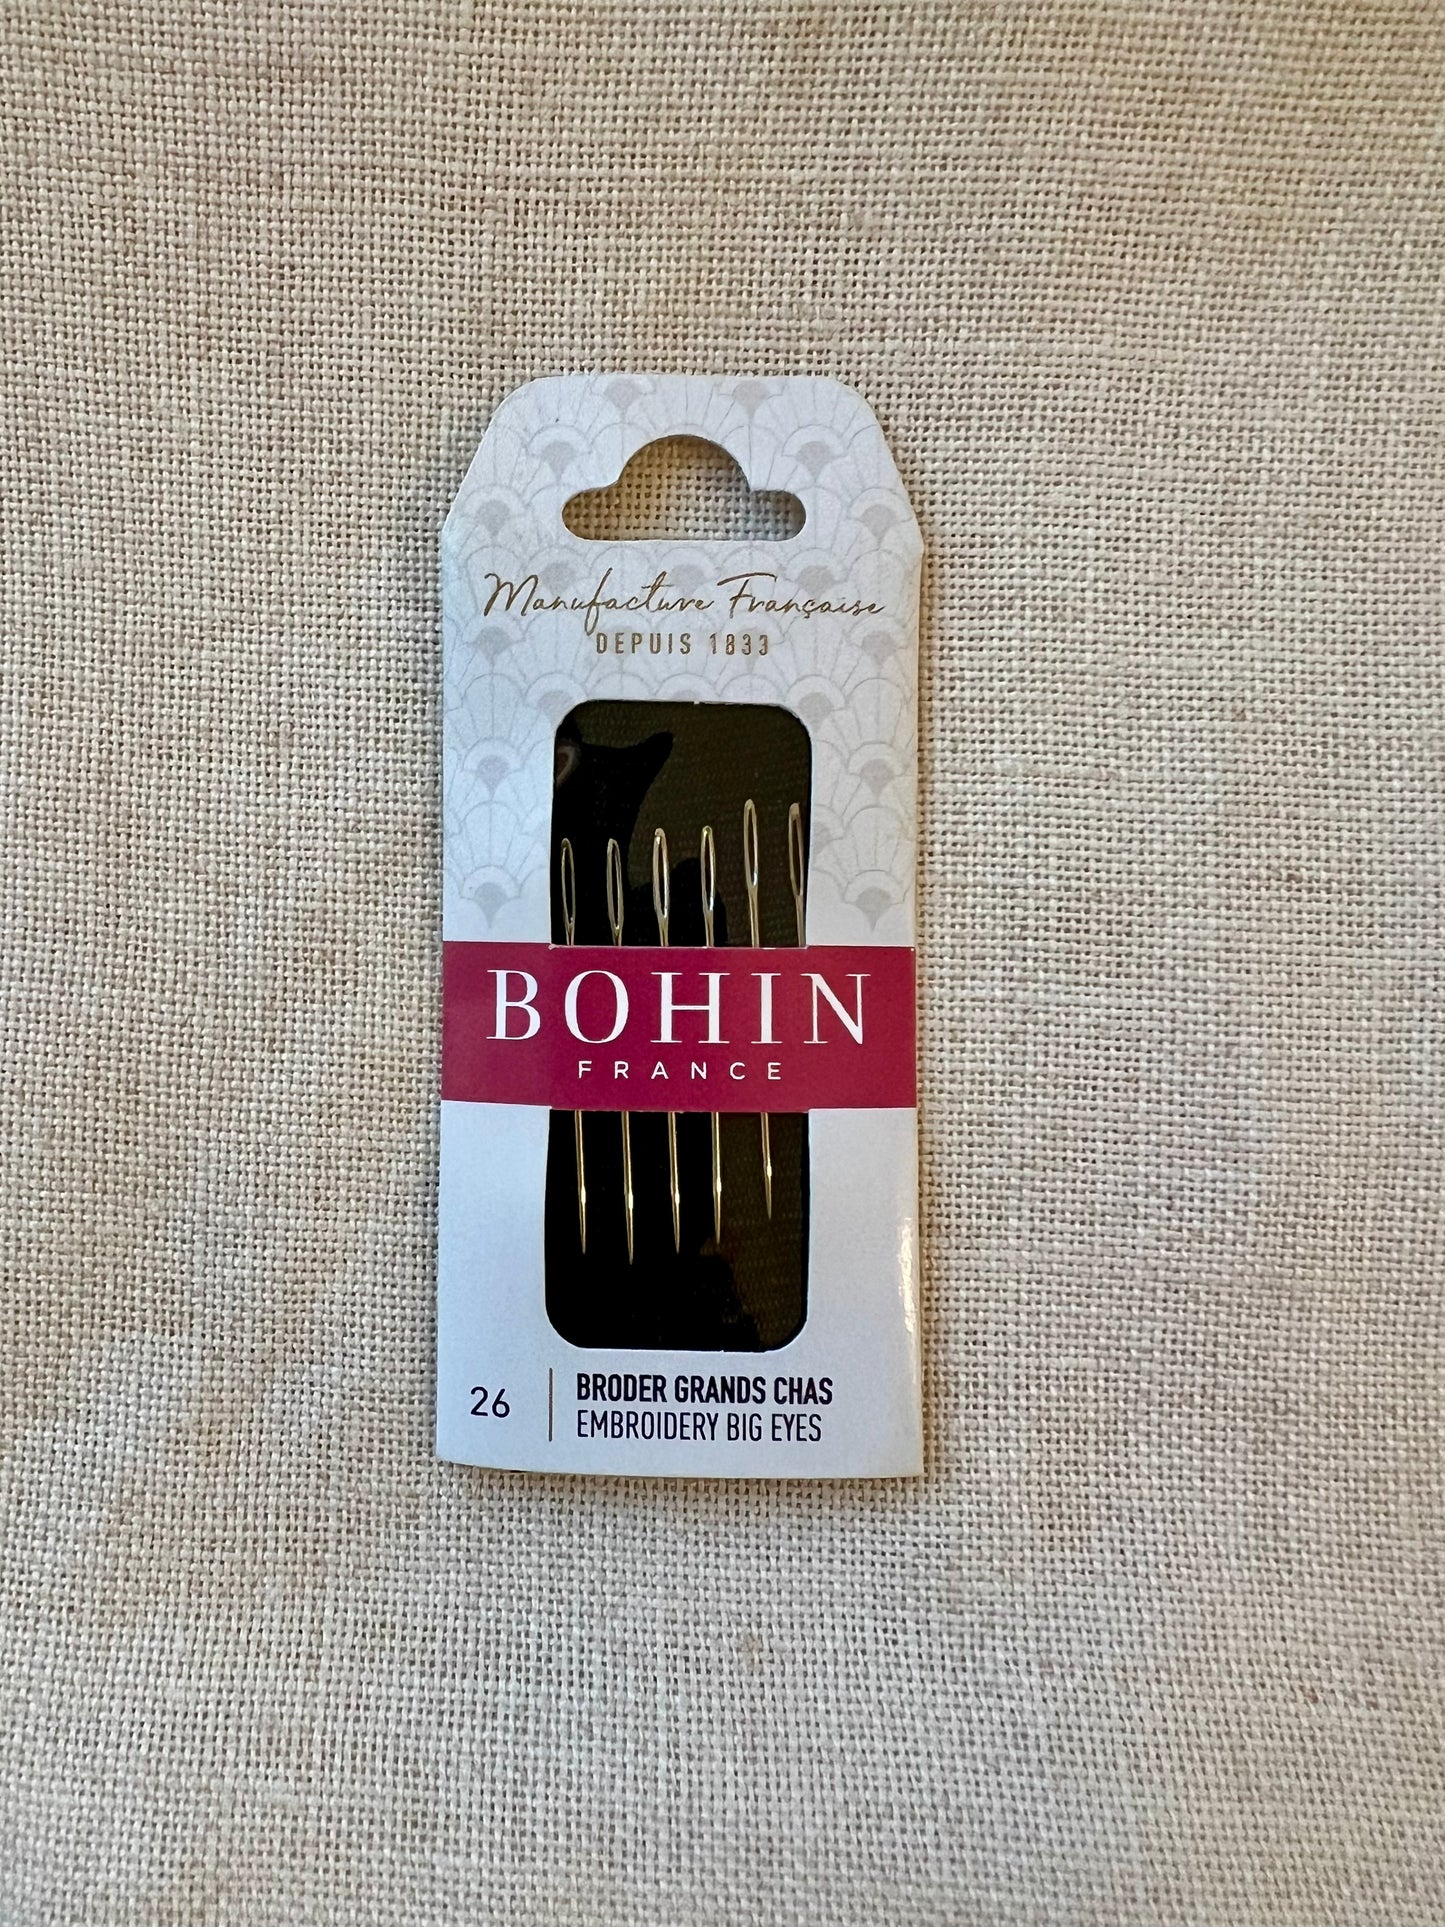 Manufacture Française
DEPUIS 1833
BOHIN
FRANCE
26
BRODER GRANDS CHAS
EMBROIDERY BIG EYES